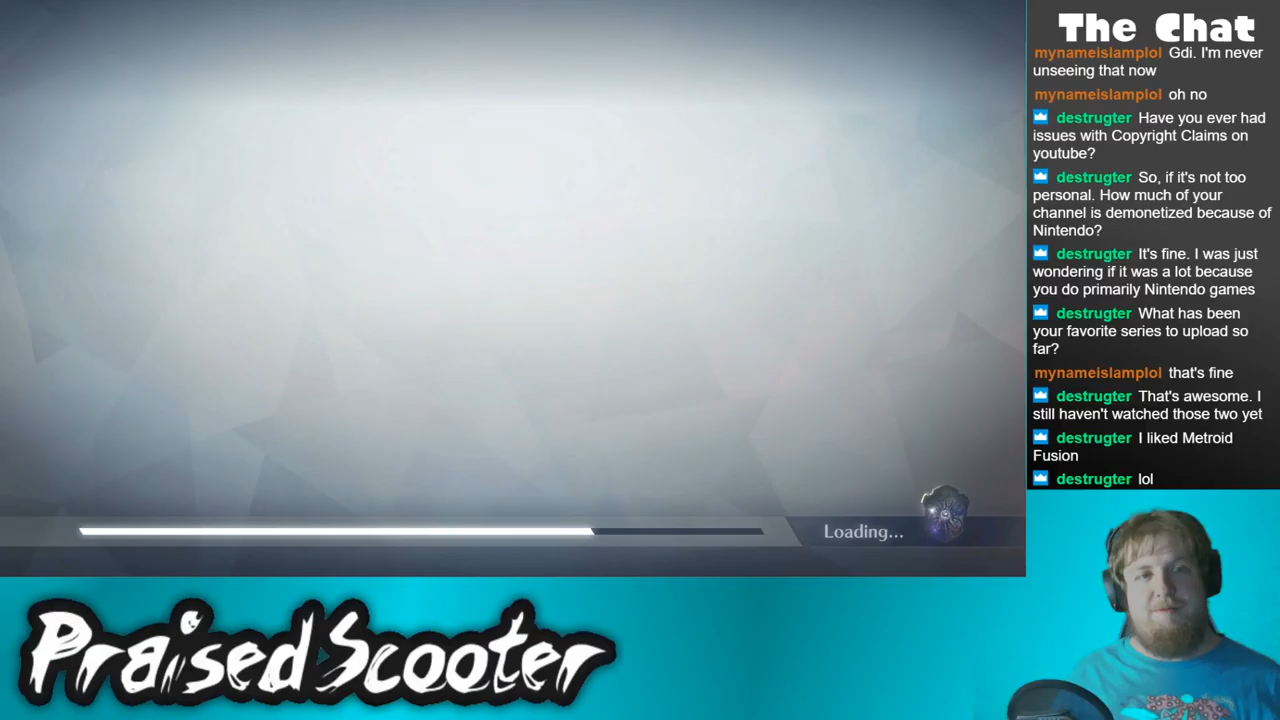 The Chat
mynameislamplol Gdi. I'm never
unseeing that now
mynameislamplol oh no
destrugter Have you ever had
issues with Copyright Claims on
youtube?
destrugter So, if it's not too
personal. How much of your
channel is demonetized because of
Nintendo?
destrugter It's fine. I was just
wondering if it was a lot because
you do primarily Nintendo games
destrugter What has been
your favorite series to upload so
far?
mynameislamplol that's fine
destrugter That's awesome. I
still haven't watched those two yet
destrugter I liked Metroid
Fusion
destrugter lol
Loading...
PraisedScooter